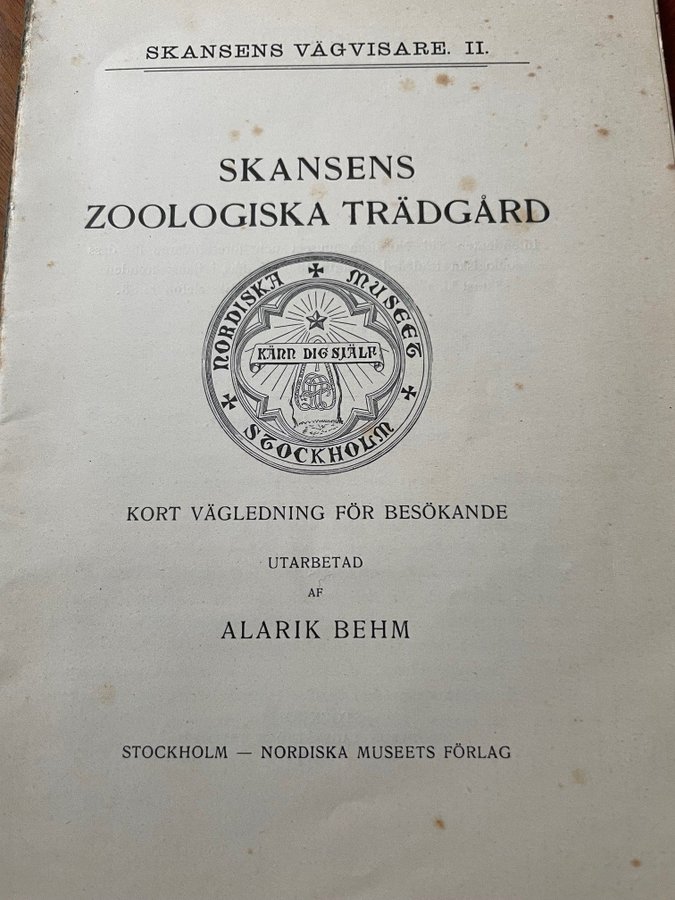 SKANSENS VÄGVISARE. II.
SKANSENS
ZOOLOGISKA TRÄDGÅRD
NORDISKA MUSEET
KÄNN DIG SJÄLF
STOCKHOLM
KORT VÄGLEDNING FÖR BESÖKANDE
UTARBETAD
AF
ALARIK BEHM
STOCKHOLM — NORDISKA MUSEETS FÖRLAG